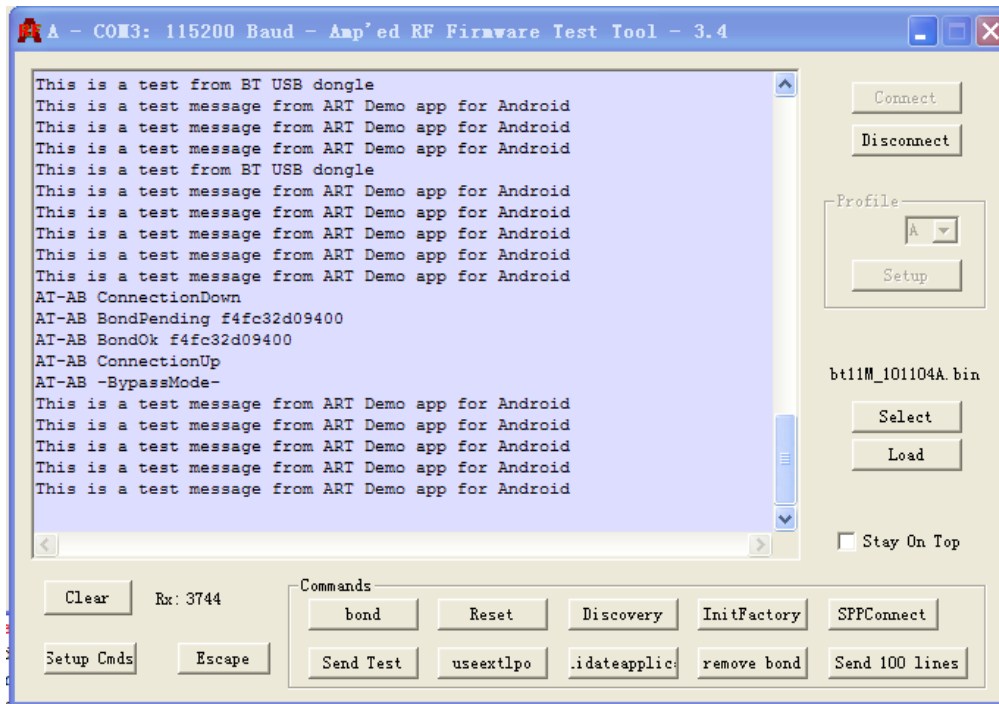 A - COM3: 115200 Baud - Amp'ed RF Firmware Test Tool - 3.4
This is a test from BT USB dongle
This is a test message from ART Demo app for Android
This is a test message from ART Demo app for Android
This is a test message from ART Demo app for Android
This is a test from BT USB dongle
This is a test message from ART Demo app for Android
This is a test message from ART Demo app for Android
This is a test message from ART Demo app for Android
This is a test message from ART Demo app for Android
This is a test message from ART Demo app for Android
AT-AB ConnectionDown
AT-AB BondPending f4fc32d09400
AT-AB BondOk f4fc32d09400
AT-AB ConnectionUp
AT-AB -BypassMode-
This is a test message from ART Demo app for Android
This is a test message from ART Demo app for Android
This is a test message from ART Demo app for Android
This is a test message from ART Demo app for Android
This is a test message from ART Demo app for Android
Connect
Disconnect
Profile
A
Setup
bt11M_101104A.bin
Select
Load
Stay On Top
Clear
Rx: 3744
Setup Cmds
Escape
Commands
bond
Reset
Discovery
InitFactory
SPPConnect
Send Test
useextlpo
.idateapplic
remove bond
Send 100 lines